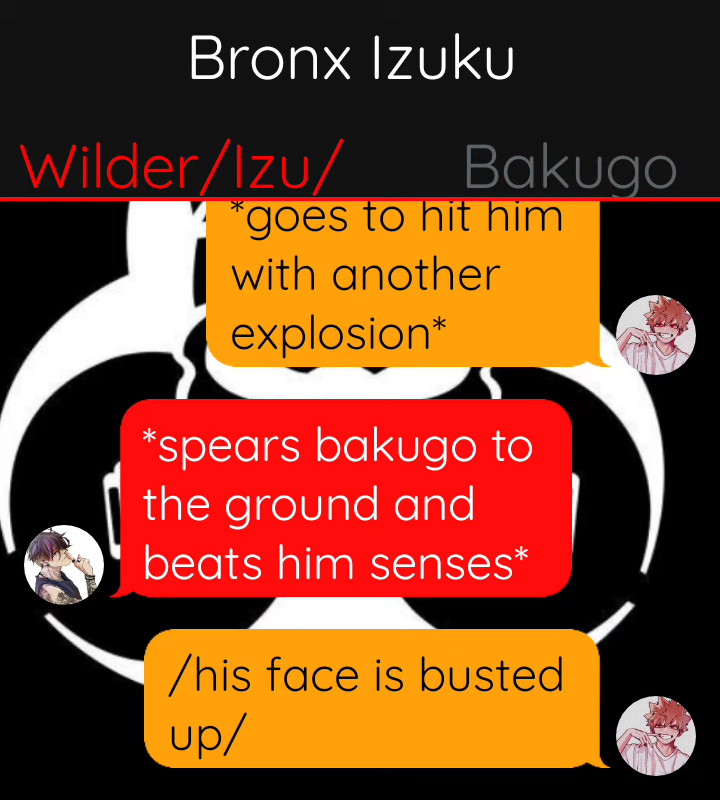 Bronx Izuku
Wilder/Izu/ Bakugo
*goes to hit him
with another
explosion*
*spears bakugo to
the ground and
beats him senses*
/his face is busted
up/